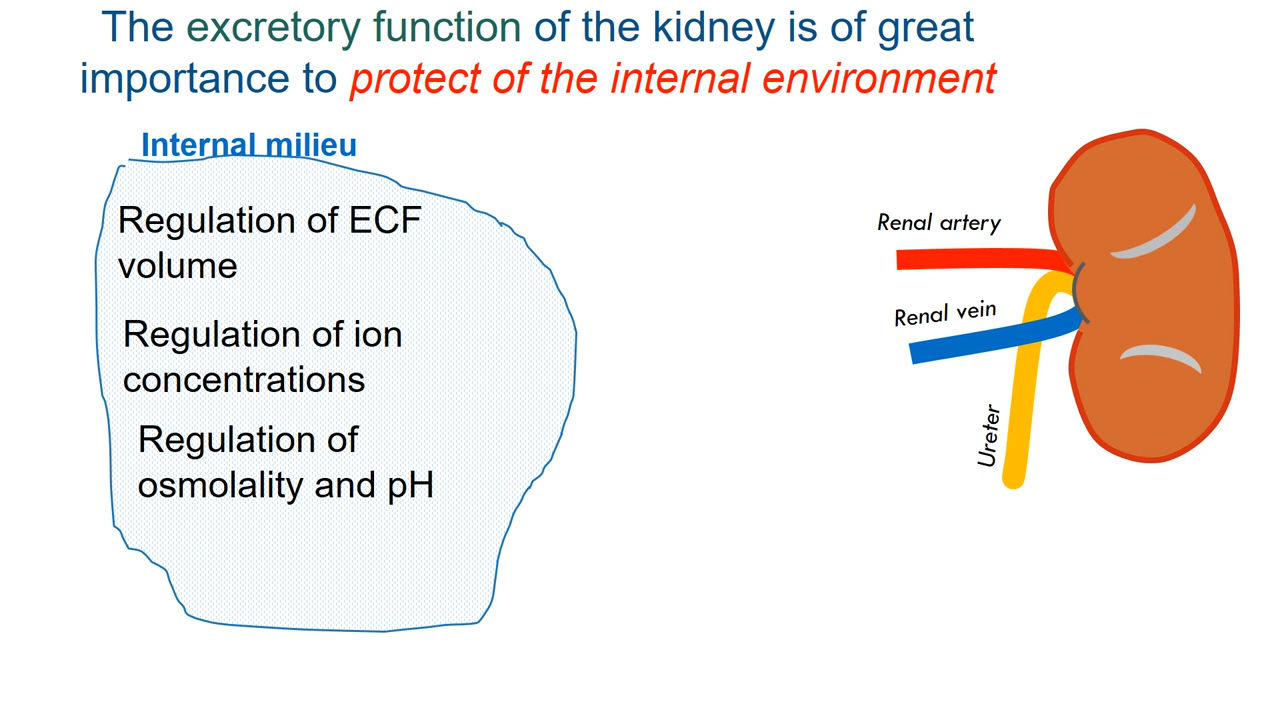 The excretory function of the kidney is of great
importance to protect of the internal environment
Internal milieu
Regulation of ECF
volume
Regulation of ion
concentrations
Regulation of
osmolality and pH
Renal artery
Renal vein
Ureter